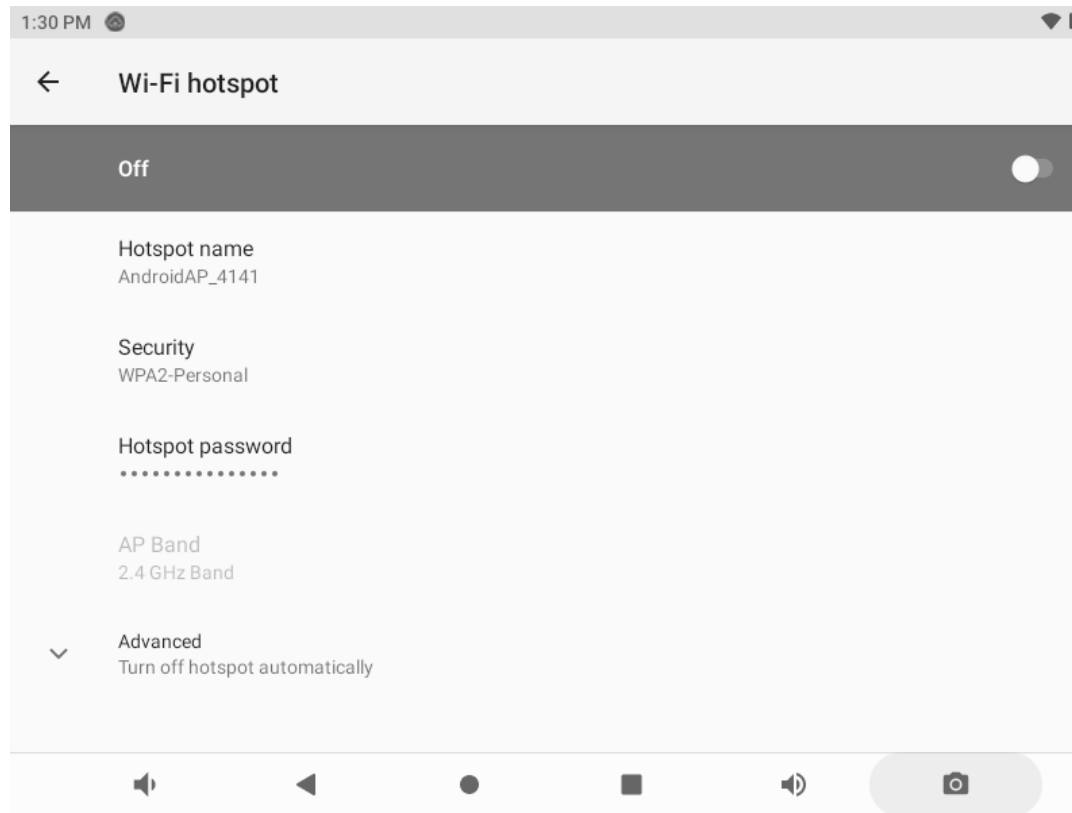 1:30 PM
Wi-Fi hotspot
Off
Hotspot name
AndroidAP_4141
Security
WPA2-Personal
Hotspot password
•••••••••••••••
AP Band
2.4 GHz Band
Advanced
Turn off hotspot automatically